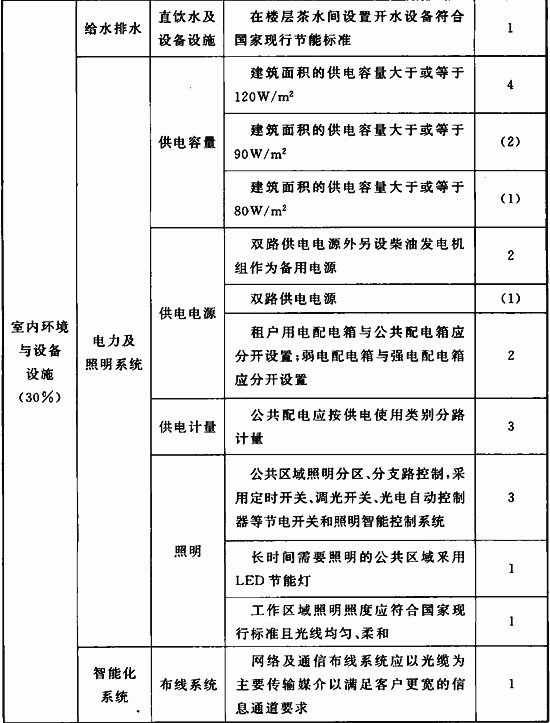 给水排水
直饮水及
设备设施
在楼层茶水间设置开水设备符合
国家现行节能标准
1
室内环境
与设备
设施
(30%)
电力及
照明系统
供电容量
建筑面积的供电容量大于或等于
120W/m²
4
建筑面积的供电容量大于或等于
90W/m²
(2)
建筑面积的供电容量大于或等于
80W/m²
(1)
供电电源
双路供电电源外另设柴油发电机
组作为备用电源
2
双路供电电源
(1)
租户用电配电箱与公共配电箱应
分开设置;弱电配电箱与强电配电箱
应分开设置
2
供电计量
公共配电应按供电使用类别分路
计量
3
照明
公共区域照明分区、分支路控制,采
用定时开关、调光开关、光电自动控制
器等节电开关和照明智能控制系统
3
长时间需要照明的公共区域采用
LED节能灯
1
工作区域照明照度应符合国家现
行标准且光线均匀、柔和
1
智能化
系统
布线系统
网络及通信布线系统应以光缆为
主要传输媒介以满足客户更宽的信
息通道要求
1